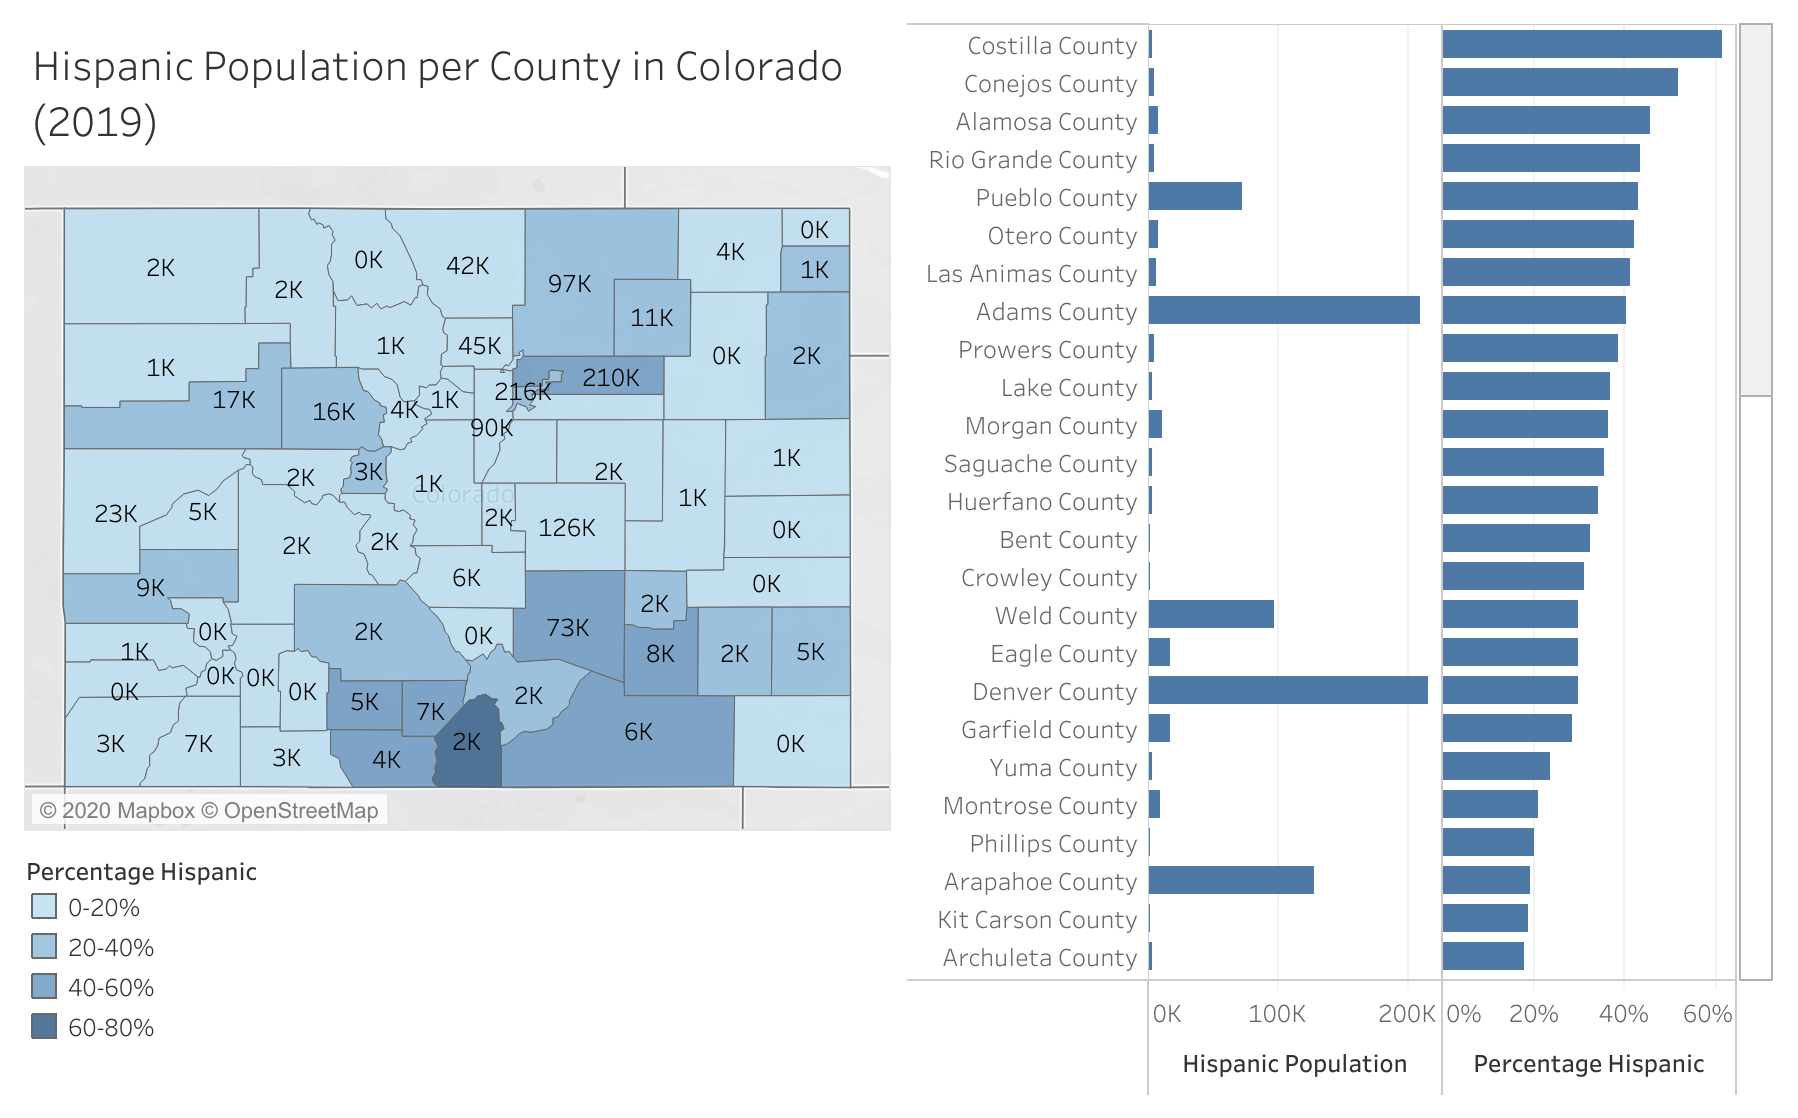 Hispanic Population per County in Colorado
(2019)
0K
2K
0K
42K
4K
97K
1K
2K
11K
1K
45K
0K
2K
1K
210K
216K
17K
16K
4K
1K
90K
1K
2K
3K
2K
1K
Colorado
1K
23K
5K
2K
126K
0K
2K
2K
6K
0K
9K
2K
0K
2K
0K
73K
1K
8K
2K
5K
0K
0K
0K
0K
5K
7K
2K
3K
7K
3K
4K
2K
6K
0K
© 2020 Mapbox © OpenStreetMap
Percentage Hispanic
0-20%
20-40%
40-60%
60-80%
Costilla County
Conejos County
Alamosa County
Rio Grande County
Pueblo County
Otero County
Las Animas County
Adams County
Prowers County
Lake County
Morgan County
Saguache County
Huerfano County
Bent County
Crowley County
Weld County
Eagle County
Denver County
Garfield County
Yuma County
Montrose County
Phillips County
Arapahoe County
Kit Carson County
Archuleta County
0K 100K 200K 0% 20% 40% 60%
Hispanic Population Percentage Hispanic